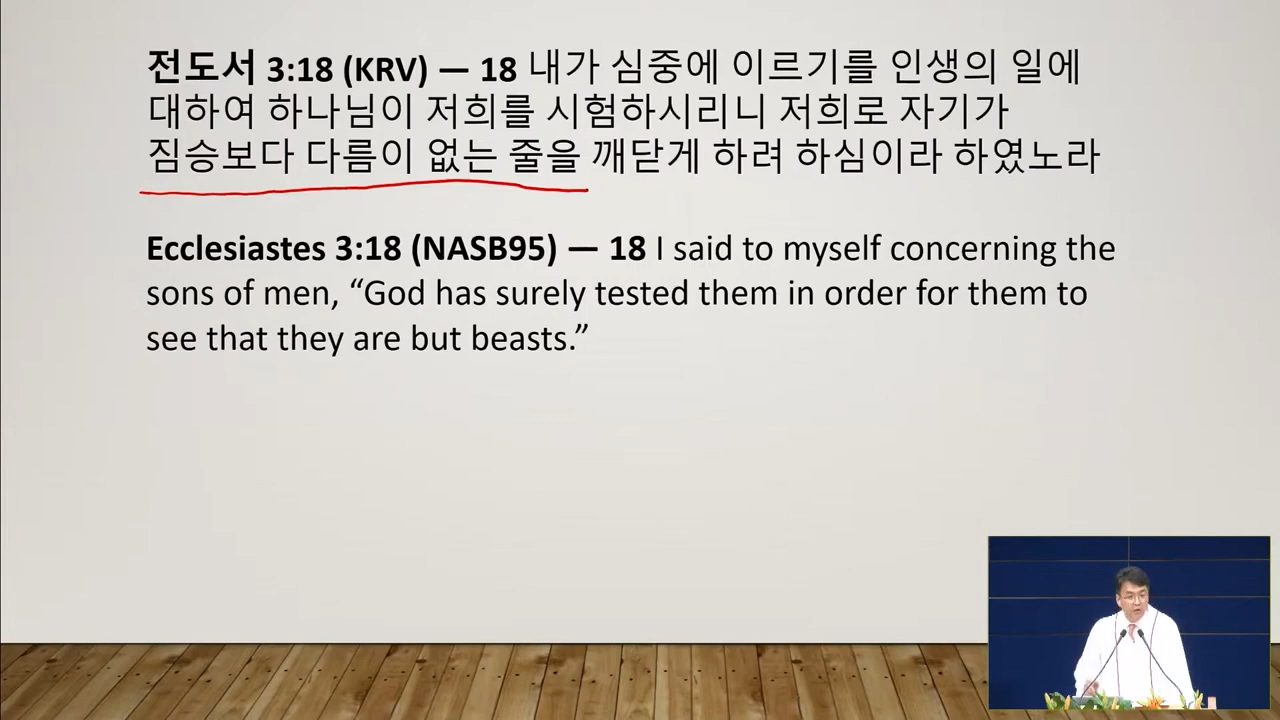 전도서 3:18 (KRV) — 18 내가 심중에 이르기를 인생의 일에
대하여 하나님이 저희를 시험하시리니 저희로 자기가
짐승보다 다름이 없는 줄을 깨닫게 하려 하심이라 하였노라
Ecclesiastes 3:18 (NASB95) — 18 I said to myself concerning the
sons of men, “God has surely tested them in order for them to
see that they are but beasts.”